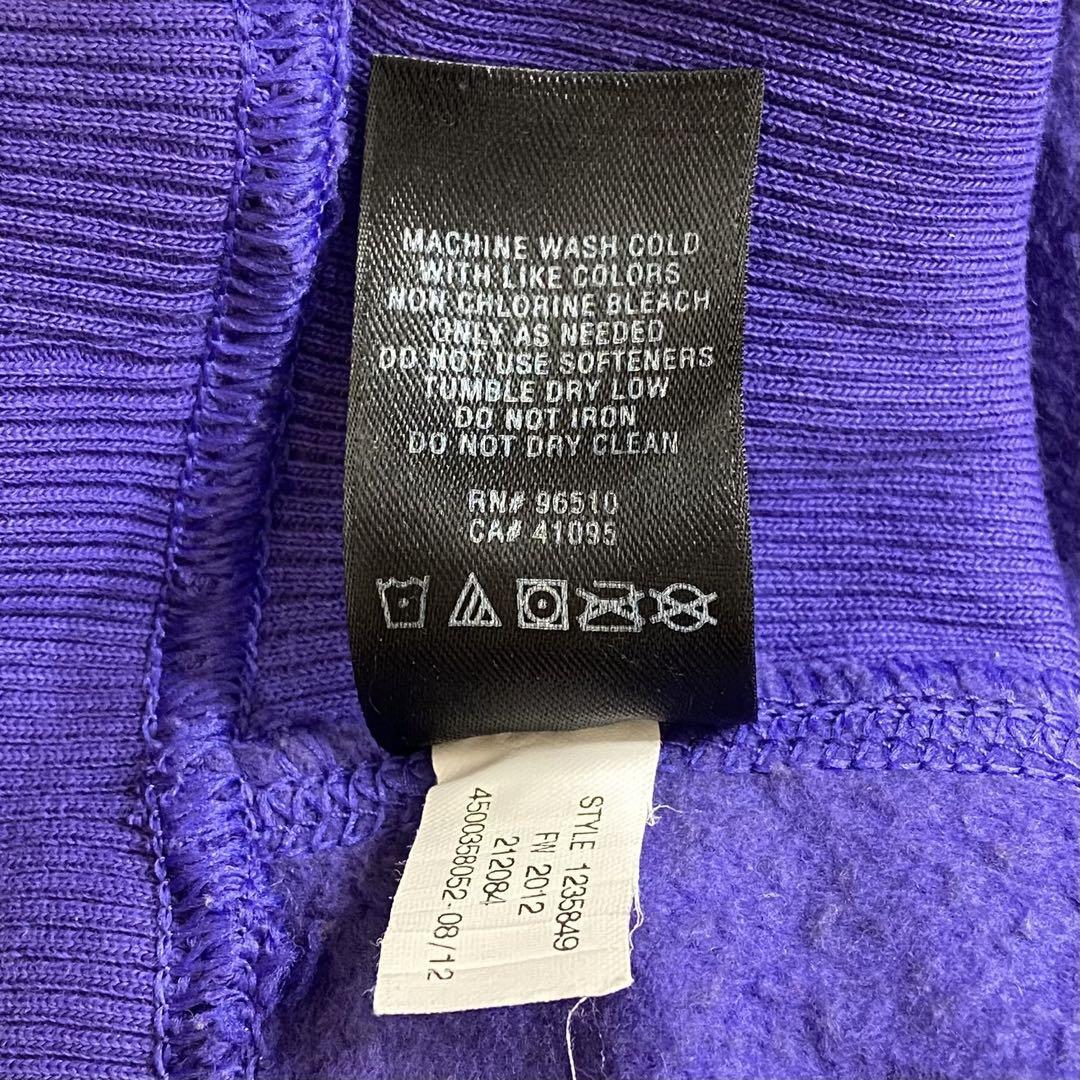 MACHINE WASH COLD
WITH LIKE COLORS
NON CHLORINE BLEACH
ONLY AS NEEDED
DO NOT USE SOFTENERS
TUMBLE DRY LOW
DO NOT IRON
DO NOT DRY CLEAN
RN# 96510
CA# 41095
STYLE 1235849
FW 2012
212084
4500358052-08/12